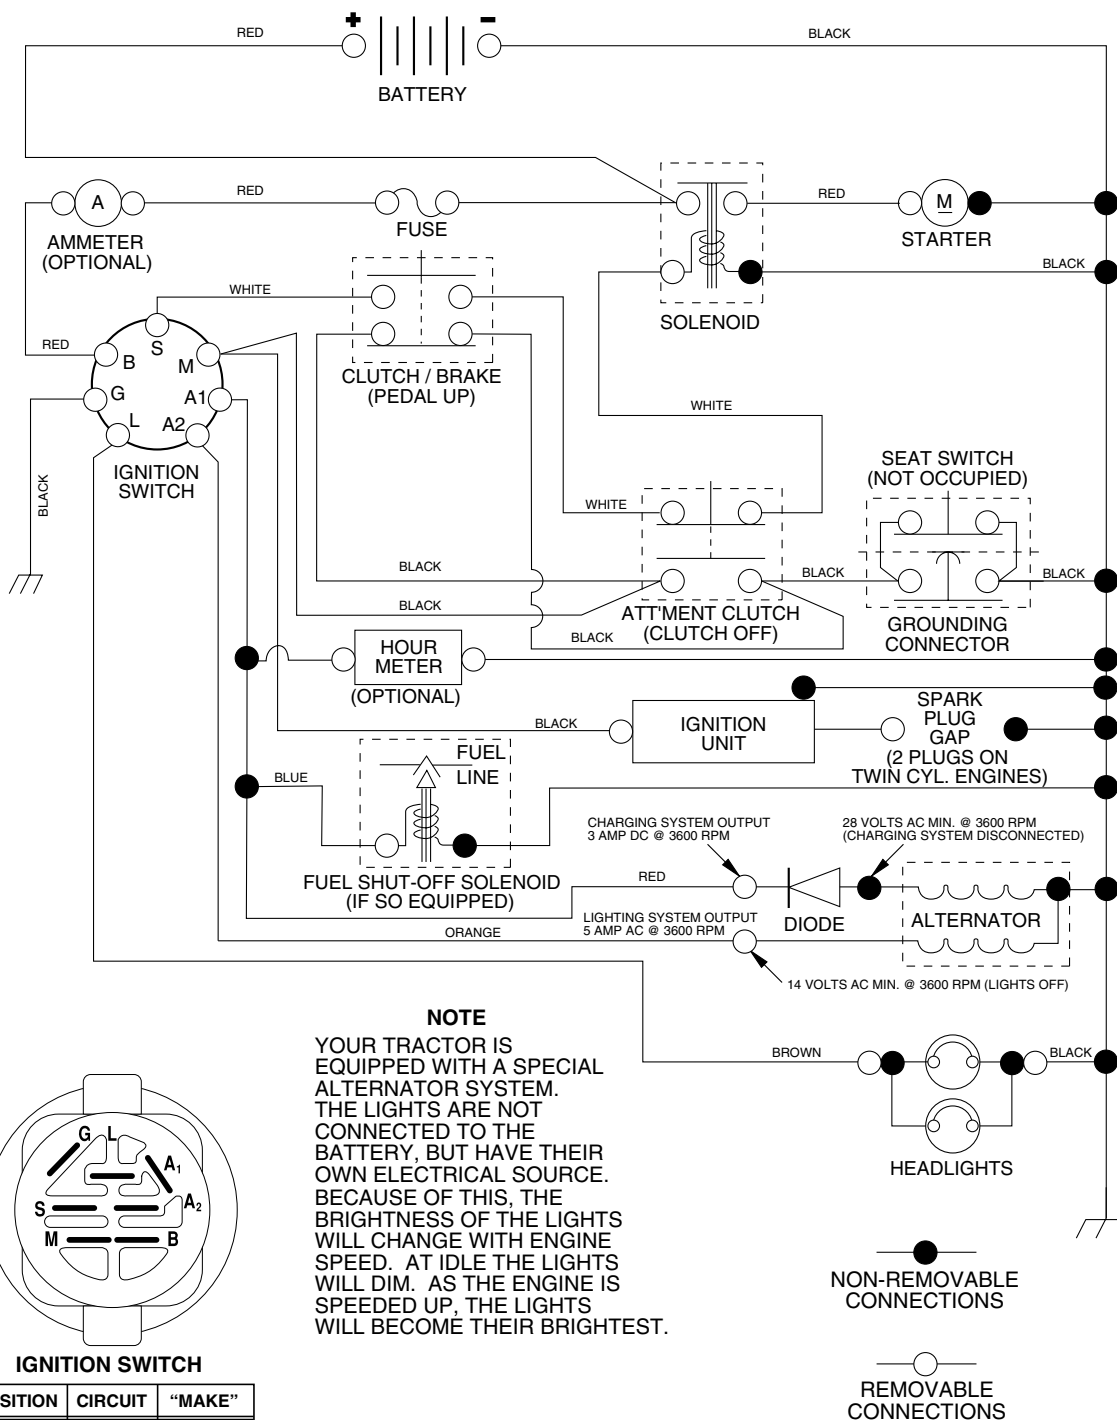 +
-
RED
BLACK
BATTERY
A
RED
AMMETER
(OPTIONAL)
FUSE
RED
M
STARTER
BLACK
SOLENOID
WHITE
RED
S
B
M
G
A1
L
A2
IGNITION
SWITCH
BLACK
CLUTCH / BRAKE
(PEDAL UP)
WHITE
WHITE
SEAT SWITCH
(NOT OCCUPIED)
BLACK
BLACK
BLACK
BLACK
BLACK
ATT'MENT CLUTCH
(CLUTCH OFF)
GROUNDING
CONNECTOR
HOUR
METER
(OPTIONAL)
BLACK
IGNITION
UNIT
SPARK
PLUG
GAP
(2 PLUGS ON
TWIN CYL. ENGINES)
FUEL
LINE
BLUE
FUEL SHUT-OFF SOLENOID
(IF SO EQUIPPED)
CHARGING SYSTEM OUTPUT
3 AMP DC @ 3600 RPM
28 VOLTS AC MIN. @ 3600 RPM
(CHARGING SYSTEM DISCONNECTED)
RED
DIODE
ALTERNATOR
LIGHTING SYSTEM OUTPUT
5 AMP AC @ 3600 RPM
ORANGE
14 VOLTS AC MIN. @ 3600 RPM (LIGHTS OFF)
BROWN
BLACK
HEADLIGHTS
NOTE
YOUR TRACTOR IS
EQUIPPED WITH A SPECIAL
ALTERNATOR SYSTEM.
THE LIGHTS ARE NOT
CONNECTED TO THE
BATTERY, BUT HAVE THEIR
OWN ELECTRICAL SOURCE.
BECAUSE OF THIS, THE
BRIGHTNESS OF THE LIGHTS
WILL CHANGE WITH ENGINE
SPEED. AT IDLE THE LIGHTS
WILL DIM. AS THE ENGINE IS
SPEEDED UP, THE LIGHTS
WILL BECOME THEIR BRIGHTEST.
G
L
A1
S
A2
M
B
IGNITION SWITCH
SITION CIRCUIT "MAKE"
NON-REMOVABLE
CONNECTIONS
REMOVABLE
CONNECTIONS